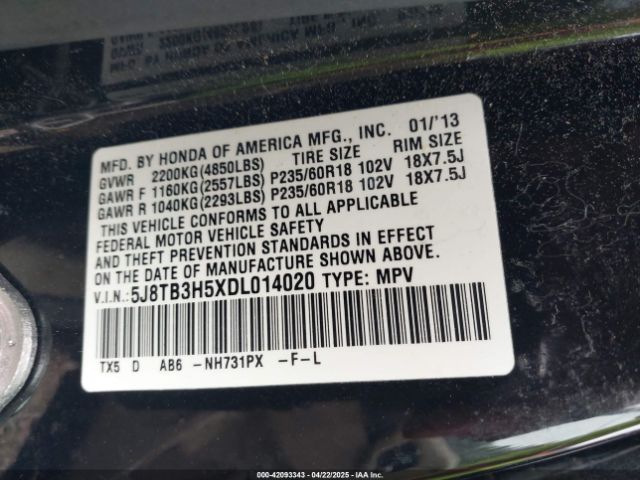 MFD. BY HONDA OF AMERICA MFG., INC. 01/'13
GVWR 2200KG(4850LBS) TIRE SIZE RIM SIZE
GAWR F 1160KG(2557LBS) P235/60R18 102V 18X7.5J
GAWR R 1040KG(2293LBS) P235/60R18 102V 18X7.5J
THIS VEHICLE CONFORMS TO ALL APPLICABLE
FEDERAL MOTOR VEHICLE SAFETY
AND THEFT PREVENTION STANDARDS IN EFFECT
ON THE DATE OF MANUFACTURE SHOWN ABOVE.
V.I.N.:5J8TB3H5XDL014020 TYPE: MPV
TX5 D AB6 -NH731PX -F-L
000-42093343 - 04/22/2025 - IAA Inc.